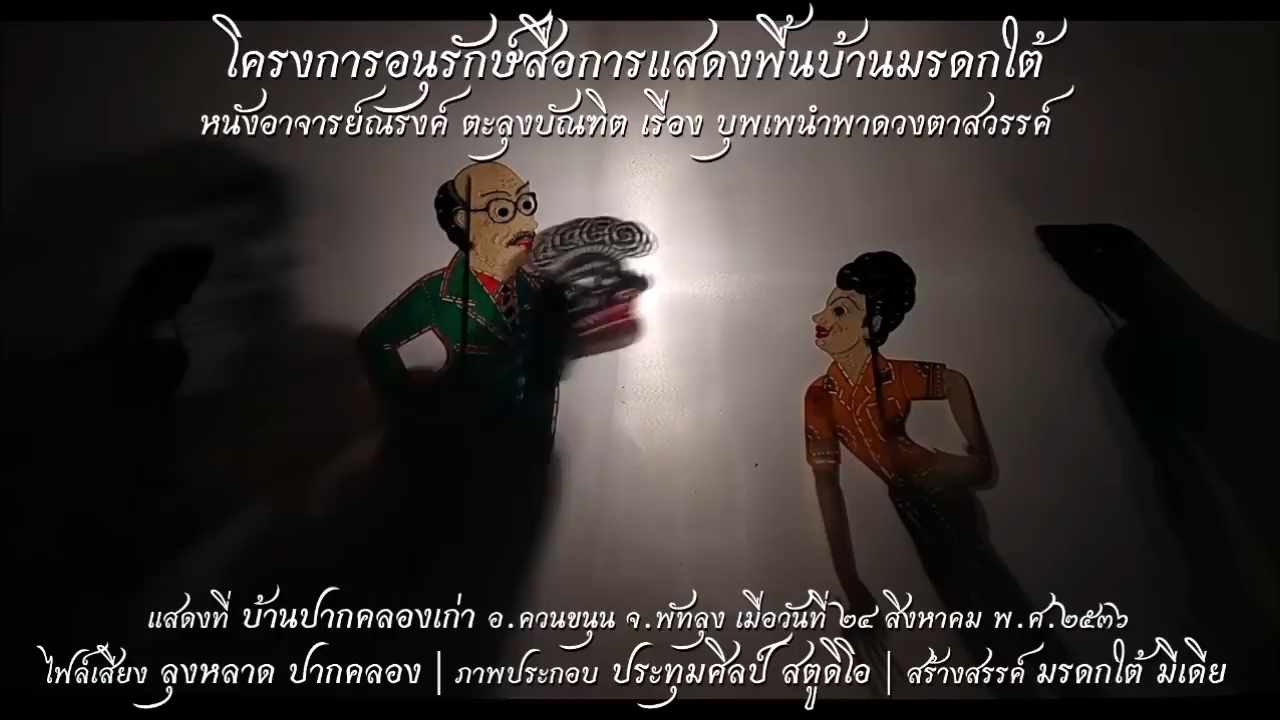 โครงการอนุรักษ์สื่อการแสดงพื้นบ้านมรดกใต้
หนังอาจารย์ณรงค์ ตะลุงบัณฑิต เรื่อง บุพเพนำพาดวงตาสวรรค์
แสดงที่ บ้านปากคลองเก่า อ.ควนขนุน จ.พัทลุง เมื่อวันที่ ๒๔ สิงหาคม พ.ศ.๒๕๓๖
ไฟล์เสียง ลุงหลาด ปากคลอง | ภาพประกอบ ประทุมศิลป์ สตูดิโอ | สร้างสรรค์ มรดกใต้ มีเดีย